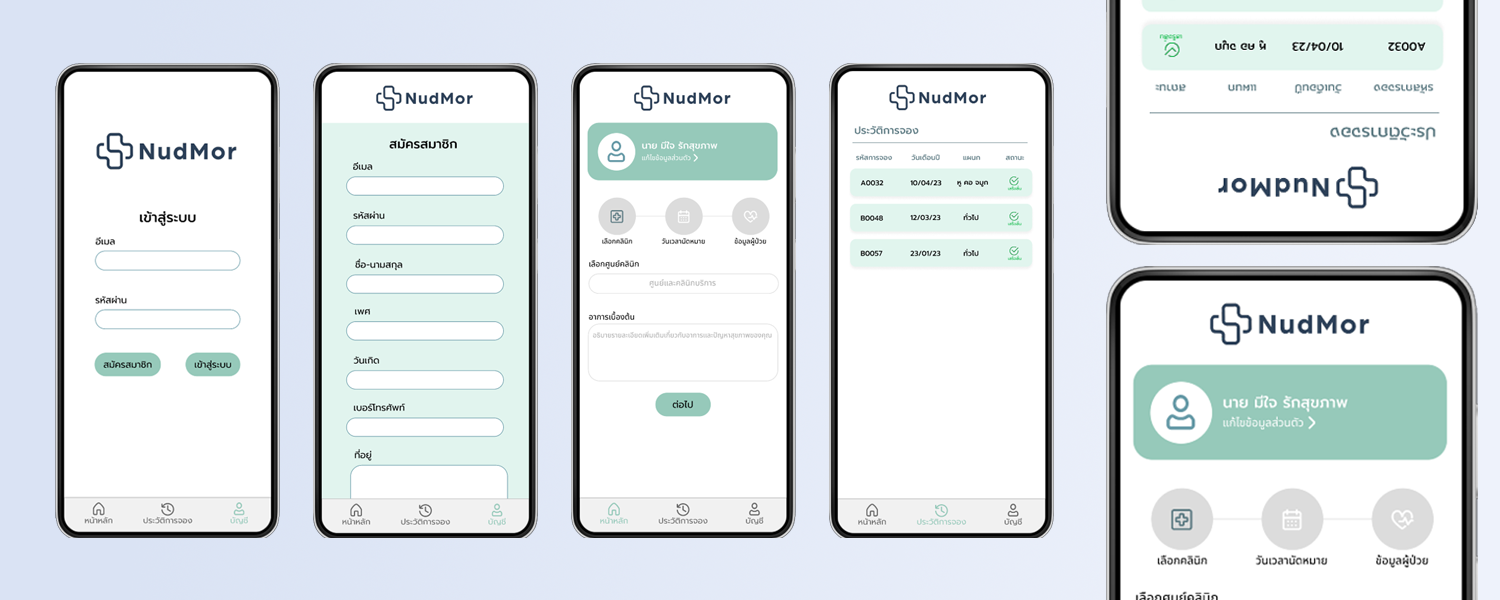 NudMor
เข้าสู่ระบบ
อีเมล
รหัสผ่าน
สมัครสมาชิก
เข้าสู่ระบบ
หน้าหลัก
ประวัติการจอง
บัญชี
NudMor
สมัครสมาชิก
อีเมล
รหัสผ่าน
ชื่อ-นามสกุล
เพศ
วันเกิด
เบอร์โทรศัพท์
ที่อยู่
หน้าหลัก
ประวัติการจอง
บัญชี
NudMor
นาย มีใจ รักสุขภาพ
แก้ไขข้อมูลส่วนตัว
เลือกคลินิก วันเวลานัดหมาย ข้อมูลผู้ป่วย
เลือกศูนย์คลินิก
ศูนย์และคลินิกบริการ
อาการเบื้องต้น
อธิบายรายละเอียดเพิ่มเติมเกี่ยวกับอาการและปัญหาสุขภาพของคุณ
ต่อไป
หน้าหลัก
ประวัติการจอง
บัญชี
NudMor
ประวัติการจอง
รหัสการจอง วันเดือนปี แผนก สถานะ
A0032 10/04/23 หู คอ จมูก
B0048 12/03/23 ทั่วไป
B0057 23/01/23 ทั่วไป
หน้าหลัก
ประวัติการจอง
บัญชี
NudMor
ประวัติการจอง
รหัสการจอง วันเดือนปี แผนก สถานะ
A0032 10/04/23 หู คอ จมูก
NudMor
นาย มีใจ รักสุขภาพ
แก้ไขข้อมูลส่วนตัว
เลือกคลินิก วันเวลานัดหมาย ข้อมูลผู้ป่วย
เลือกศูนย์คลินิก